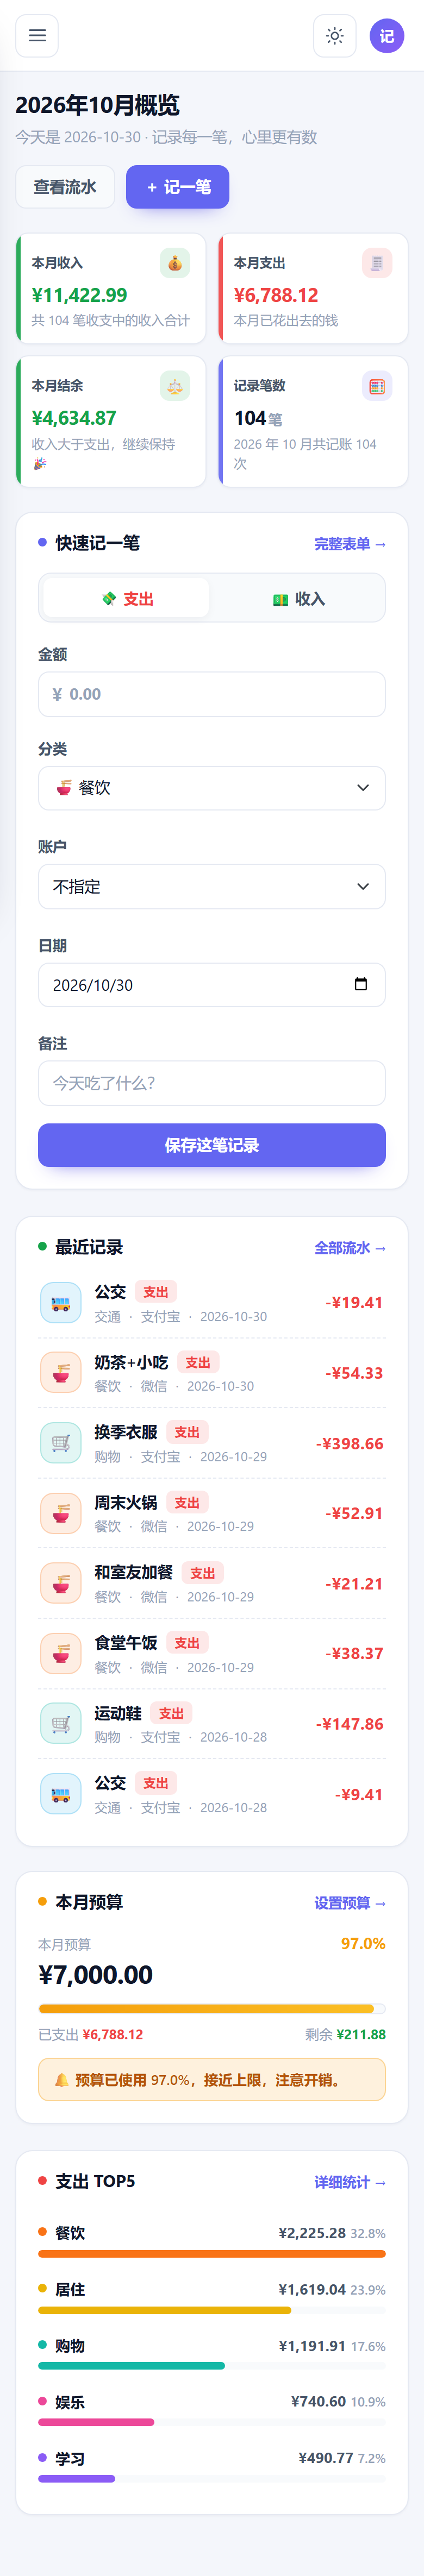 记
2026年10月概览
今天是 2026-10-30 · 记录每一笔，心里更有数
查看流水
+ 记一笔
本月收入
¥11,422.99
共 104 笔收支中的收入合计
本月支出
¥6,788.12
本月已花出去的钱
本月结余
¥4,634.87
收入大于支出，继续保持
🎉
记录笔数
104 笔
2026 年 10 月共记账 104
次
快速记一笔
完整表单 →
💸 支出
💵 收入
金额
¥ 0.00
分类
🍜 餐饮
账户
不指定
日期
2026/10/30
备注
今天吃了什么？
保存这笔记录
最近记录
全部流水 →
公交 支出
交通 · 支付宝 · 2026-10-30
-¥19.41
奶茶+小吃 支出
餐饮 · 微信 · 2026-10-30
-¥54.33
换季衣服 支出
购物 · 支付宝 · 2026-10-29
-¥398.66
周末火锅 支出
餐饮 · 微信 · 2026-10-29
-¥52.91
和室友加餐 支出
餐饮 · 微信 · 2026-10-29
-¥21.21
食堂午饭 支出
餐饮 · 微信 · 2026-10-29
-¥38.37
运动鞋 支出
购物 · 支付宝 · 2026-10-28
-¥147.86
公交 支出
交通 · 支付宝 · 2026-10-28
-¥9.41
本月预算
设置预算 →
本月预算
97.0%
¥7,000.00
已支出 ¥6,788.12
剩余 ¥211.88
🔔 预算已使用 97.0%，接近上限，注意开销。
支出 TOP5
详细统计 →
餐饮
¥2,225.28 32.8%
居住
¥1,619.04 23.9%
购物
¥1,191.91 17.6%
娱乐
¥740.60 10.9%
学习
¥490.77 7.2%